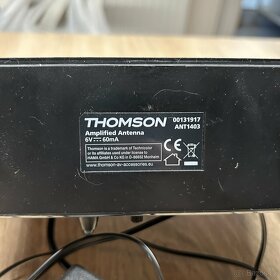 THOMSON
Amplified Antenna
6V ⎓ 60mA
00131917
ANT1403
Thomson is a trademark of Technicolor
or its affiliates used under license to
HAMA GmbH & Co KG in D-86652 Monheim
www.thomson-av-accessories.eu